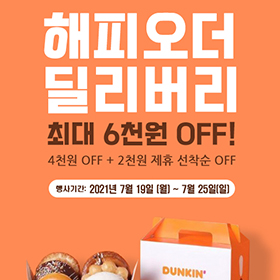 해피오더
딜리버리
최대 6천원 OFF!
4천원 OFF + 2천원 제휴 선착순 OFF
행사기간: 2021년 7월 19일 (월) ~ 7월 25일(일)
DUNKIN'